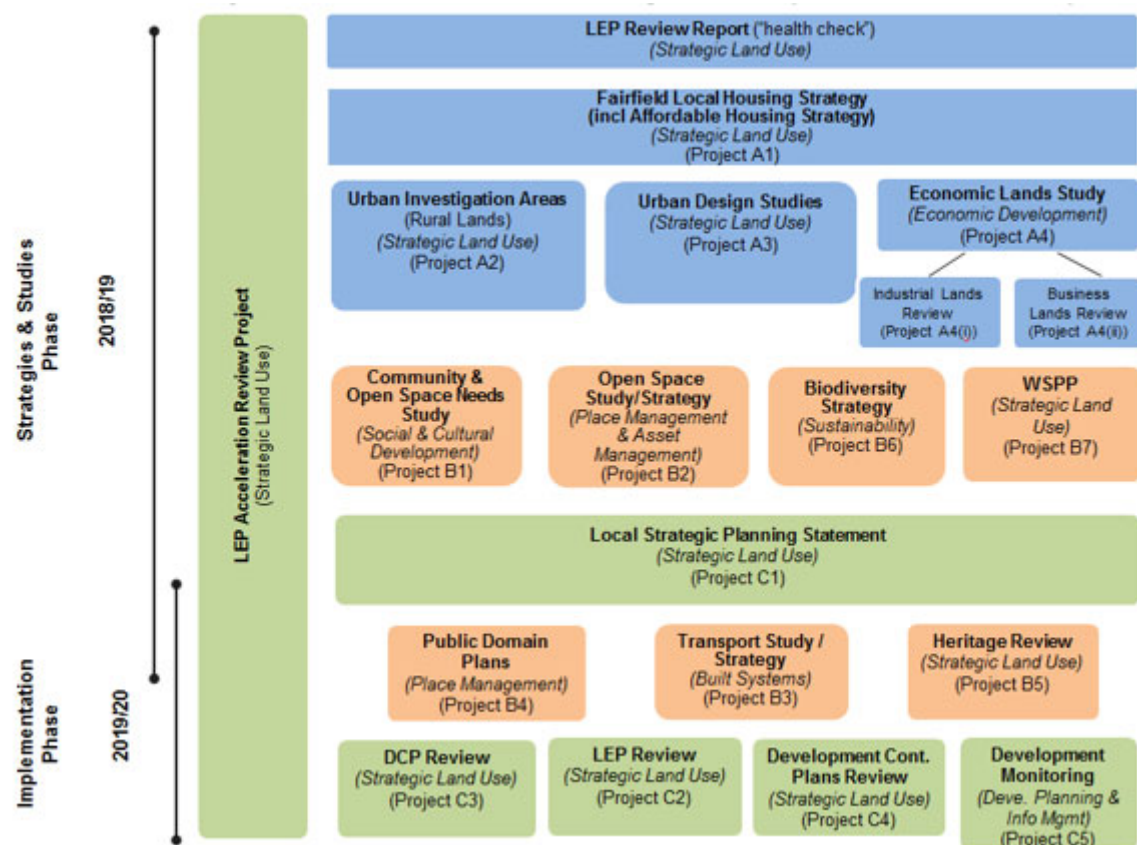 LEP Review Report ("health check")
(Strategic Land Use)
Fairfield Local Housing Strategy
(incl Affordable Housing Strategy)
(Strategic Land Use)
(Project A1)
Urban Investigation Areas
(Rural Lands)
(Strategic Land Use)
(Project A2)
Urban Design Studies
(Strategic Land Use)
(Project A3)
Economic Lands Study
(Economic Development)
(Project A4)
Industrial Lands
Review
(Project A4(i))
Business
Lands Review
(Project A4(ii))
Community &
Open Space Needs
Study
(Social & Cultural
Development)
(Project B1)
Open Space
Study/Strategy
(Place Management
& Asset
Management)
(Project B2)
Biodiversity
Strategy
(Sustainability)
(Project B6)
WSPP
(Strategic Land
Use)
(Project B7)
Local Strategic Planning Statement
(Strategic Land Use)
(Project C1)
Public Domain
Plans
(Place Management)
(Project B4)
Transport Study /
Strategy
(Built Systems)
(Project B3)
Heritage Review
(Strategic Land Use)
(Project B5)
DCP Review
(Strategic Land Use)
(Project C3)
LEP Review
(Strategic Land Use)
(Project C2)
Development Cont.
Plans Review
(Strategic Land Use)
(Project C4)
Development
Monitoring
(Deve. Planning &
Info Mgmt)
(Project C5)
Strategies & Studies
Phase
2018/19
Implementation
Phase
2019/20
LEP Acceleration Review Project
(Strategic Land Use)